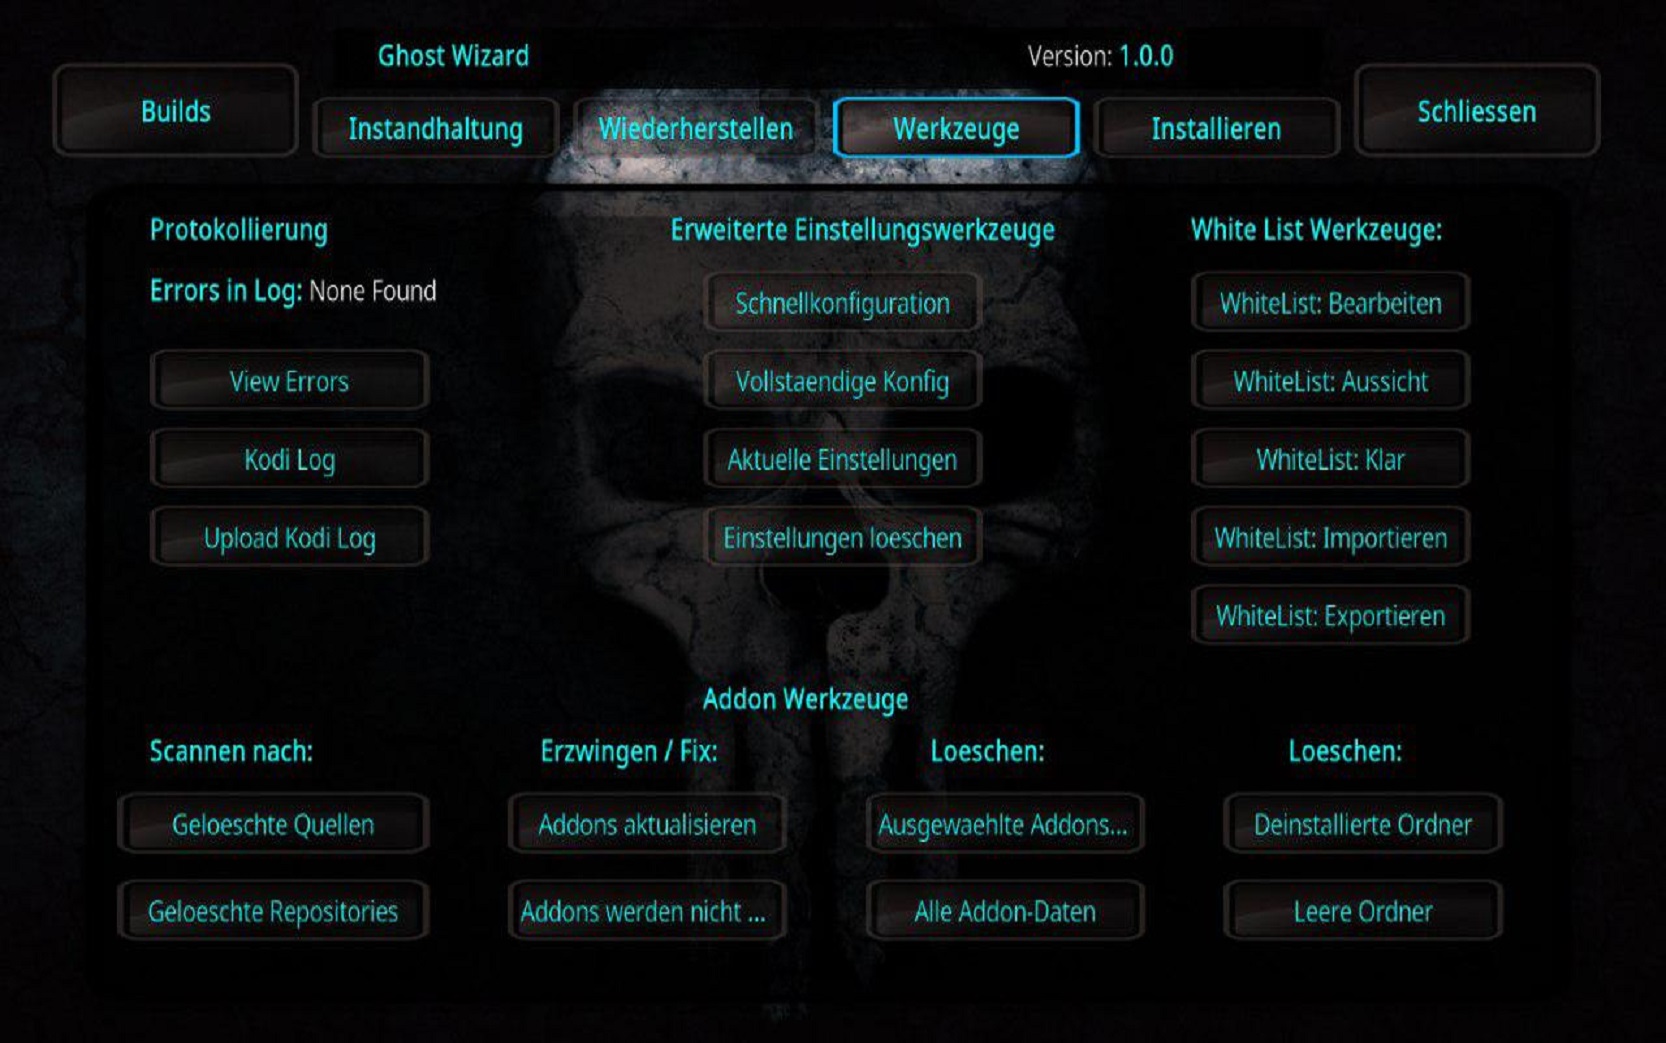 Ghost Wizard
Version: 1.0.0
Builds
Instandhaltung
Wiederherstellen
Werkzeuge
Installieren
Schliessen
Protokollierung
Errors in Log: None Found
View Errors
Kodi Log
Upload Kodi Log
Erweiterte Einstellungswerkzeuge
Schnellkonfiguration
Vollstaendige Konfig
Aktuelle Einstellungen
Einstellungen loeschen
White List Werkzeuge:
WhiteList: Bearbeiten
WhiteList: Aussicht
WhiteList: Klar
WhiteList: Importieren
WhiteList: Exportieren
Addon Werkzeuge
Scannen nach:
Geloeschte Quellen
Geloeschte Repositories
Erzwingen / Fix:
Addons aktualisieren
Addons werden nicht ...
Loeschen:
Ausgewaehlte Addons...
Alle Addon-Daten
Loeschen:
Deinstallierte Ordner
Leere Ordner